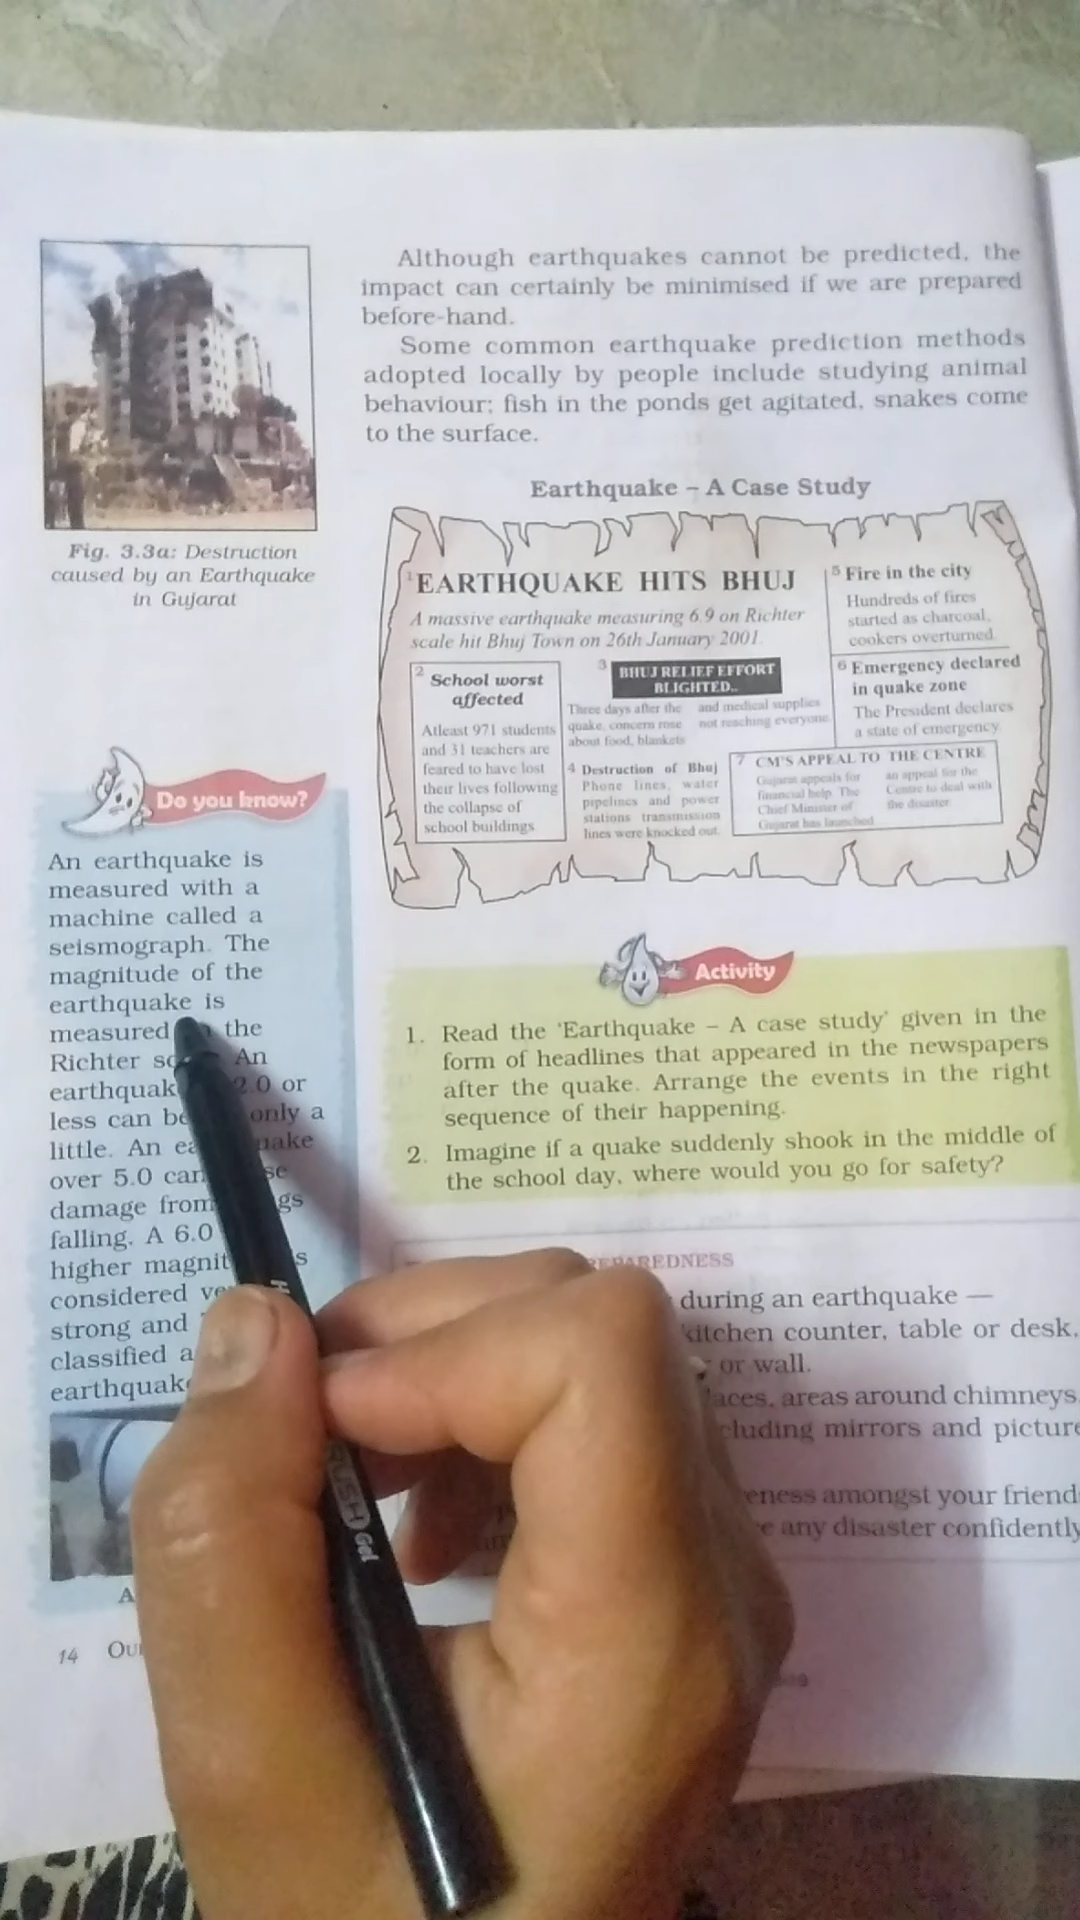 Although earthquakes cannot be predicted, the
impact can certainly be minimised if we are prepared
before-hand.
Some common earthquake prediction methods
adopted locally by people include studying animal
behaviour; fish in the ponds get agitated, snakes come
to the surface.
Fig. 3.3a: Destruction
caused by an Earthquake
in Gujarat
Earthquake – A Case Study
1 EARTHQUAKE HITS BHUJ
A massive earthquake measuring 6.9 on Richter
scale hit Bhuj Town on 26th January 2001.
2 School worst
affected
Atleast 971 students
and 31 teachers are
feared to have lost
their lives following
the collapse of
school buildings
3 BHUJ RELIEF EFFORT
BLIGHTED..
Three days after the
quake, concern rose
about food, blankets
and medical supplies
not reaching everyone.
4 Destruction of Bhuj
Phone lines, water
pipelines and power
stations transmission
lines were knocked out.
5 Fire in the city
Hundreds of fires
started as charcoal,
cookers overturned.
6 Emergency declared
in quake zone
The President declares
a state of emergency
7 CM'S APPEAL TO THE CENTRE
Gujarat appeals for
financial help. The
Chief Minister of
Gujarat has launched
an appeal for the
Centre to deal with
the disaster
Do you know?
An earthquake is
measured with a
machine called a
seismograph. The
magnitude of the
earthquake is
measured the
Richter An
2.0 or
less can only a
little. An
over 5.0
damage from
falling. A 6.0
higher
considered
strong and
classified
Activity
1. Read the 'Earthquake – A case study' given in the
form of headlines that appeared in the newspapers
after the quake. Arrange the events in the right
sequence of their happening.
2. Imagine if a quake suddenly shook in the middle of
the school day, where would you go for safety?
during an earthquake —
kitchen counter, table or desk,
or wall.
areas around chimneys
mirrors and picture
amongst your friend
any disaster confidently
14
RUSH Gel